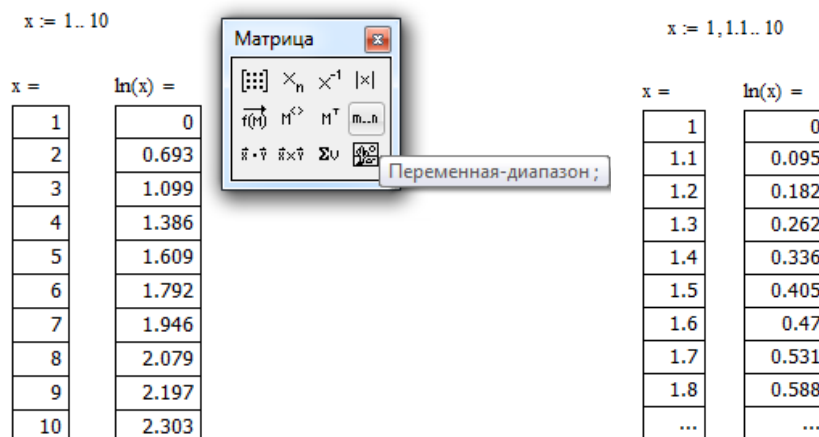 x := 1.. 10
x =
ln(x) =
1 0
2 0.693
3 1.099
4 1.386
5 1.609
6 1.792
7 1.946
8 2.079
9 2.197
10 2.303
Матрица
[:::] Xₙ ×⁻¹ |×|
f(M) M<> Mᵀ m..n
x·y x×y Σ∪
Переменная-диапазон ;
x := 1, 1.1.. 10
x =
ln(x) =
1 0
1.1 0.095
1.2 0.182
1.3 0.262
1.4 0.336
1.5 0.405
1.6 0.47
1.7 0.531
1.8 0.588
... ...